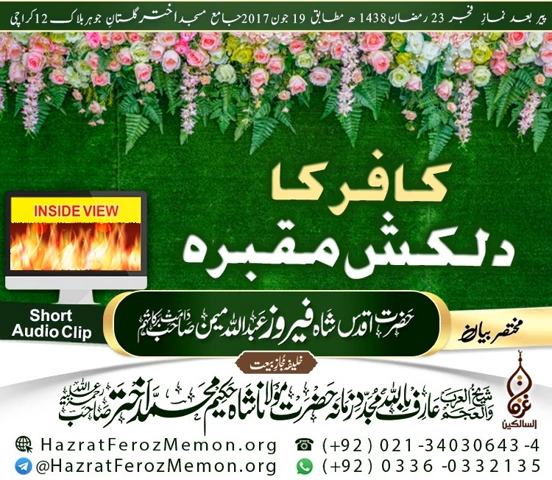 پیر بعد نمازِ فجر 23 رمضان 1438ھ مطابق 19 جون 2017 جامع مسجد اختر گلستانِ جوہر بلاک 12 کراچی
کافر کا
دلکش مقبرہ
INSIDE VIEW
Short
Audio Clip
حضرت اقدس شاہ فیروز عبداللہ میمن صاحب دامت برکاتہم
مختصر بیان
خلیفہ مجاز بیعت
شیخ العرب والعجم عارف باللہ مجدد زمانہ حضرت مولانا شاہ حکیم محمد اختر صاحب رحمۃ اللہ علیہ
غرفۃ السالکین
HazratFerozMemon.org (+92) 021-34030643-4
@HazratFerozMemon.org (+92) 0336-0332135